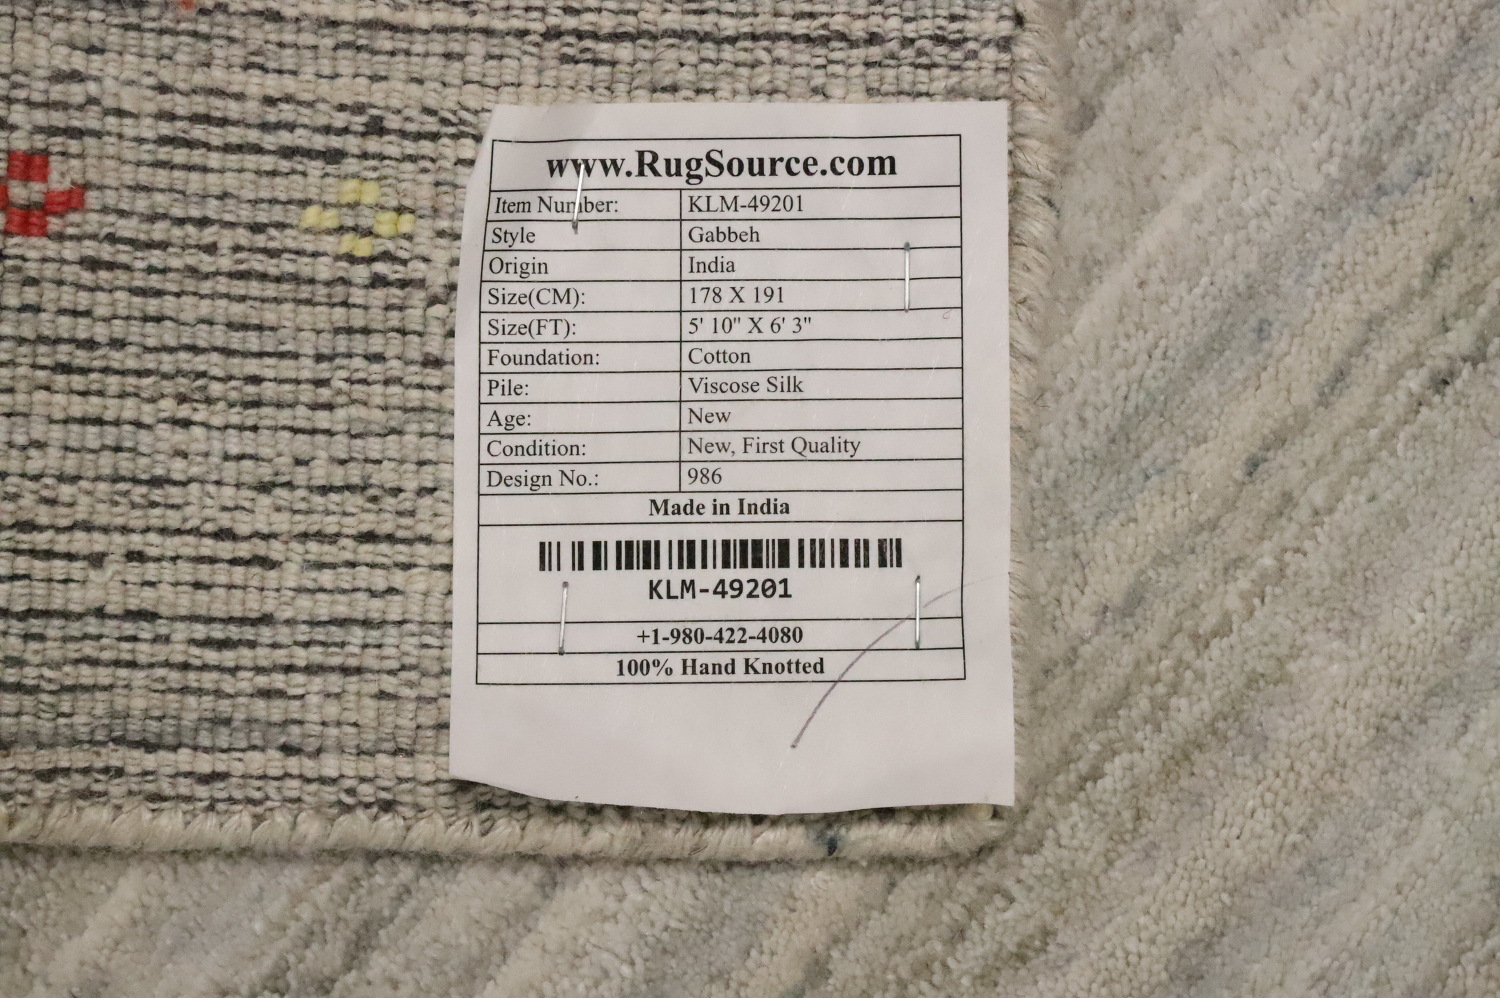 www.RugSource.com
Item Number: KLM-49201
Style Gabbeh
Origin India
Size(CM): 178 X 191
Size(FT): 5' 10" X 6' 3"
Foundation: Cotton
Pile: Viscose Silk
Age: New
Condition: New, First Quality
Design No.: 986
Made in India
KLM-49201
+1-980-422-4080
100% Hand Knotted